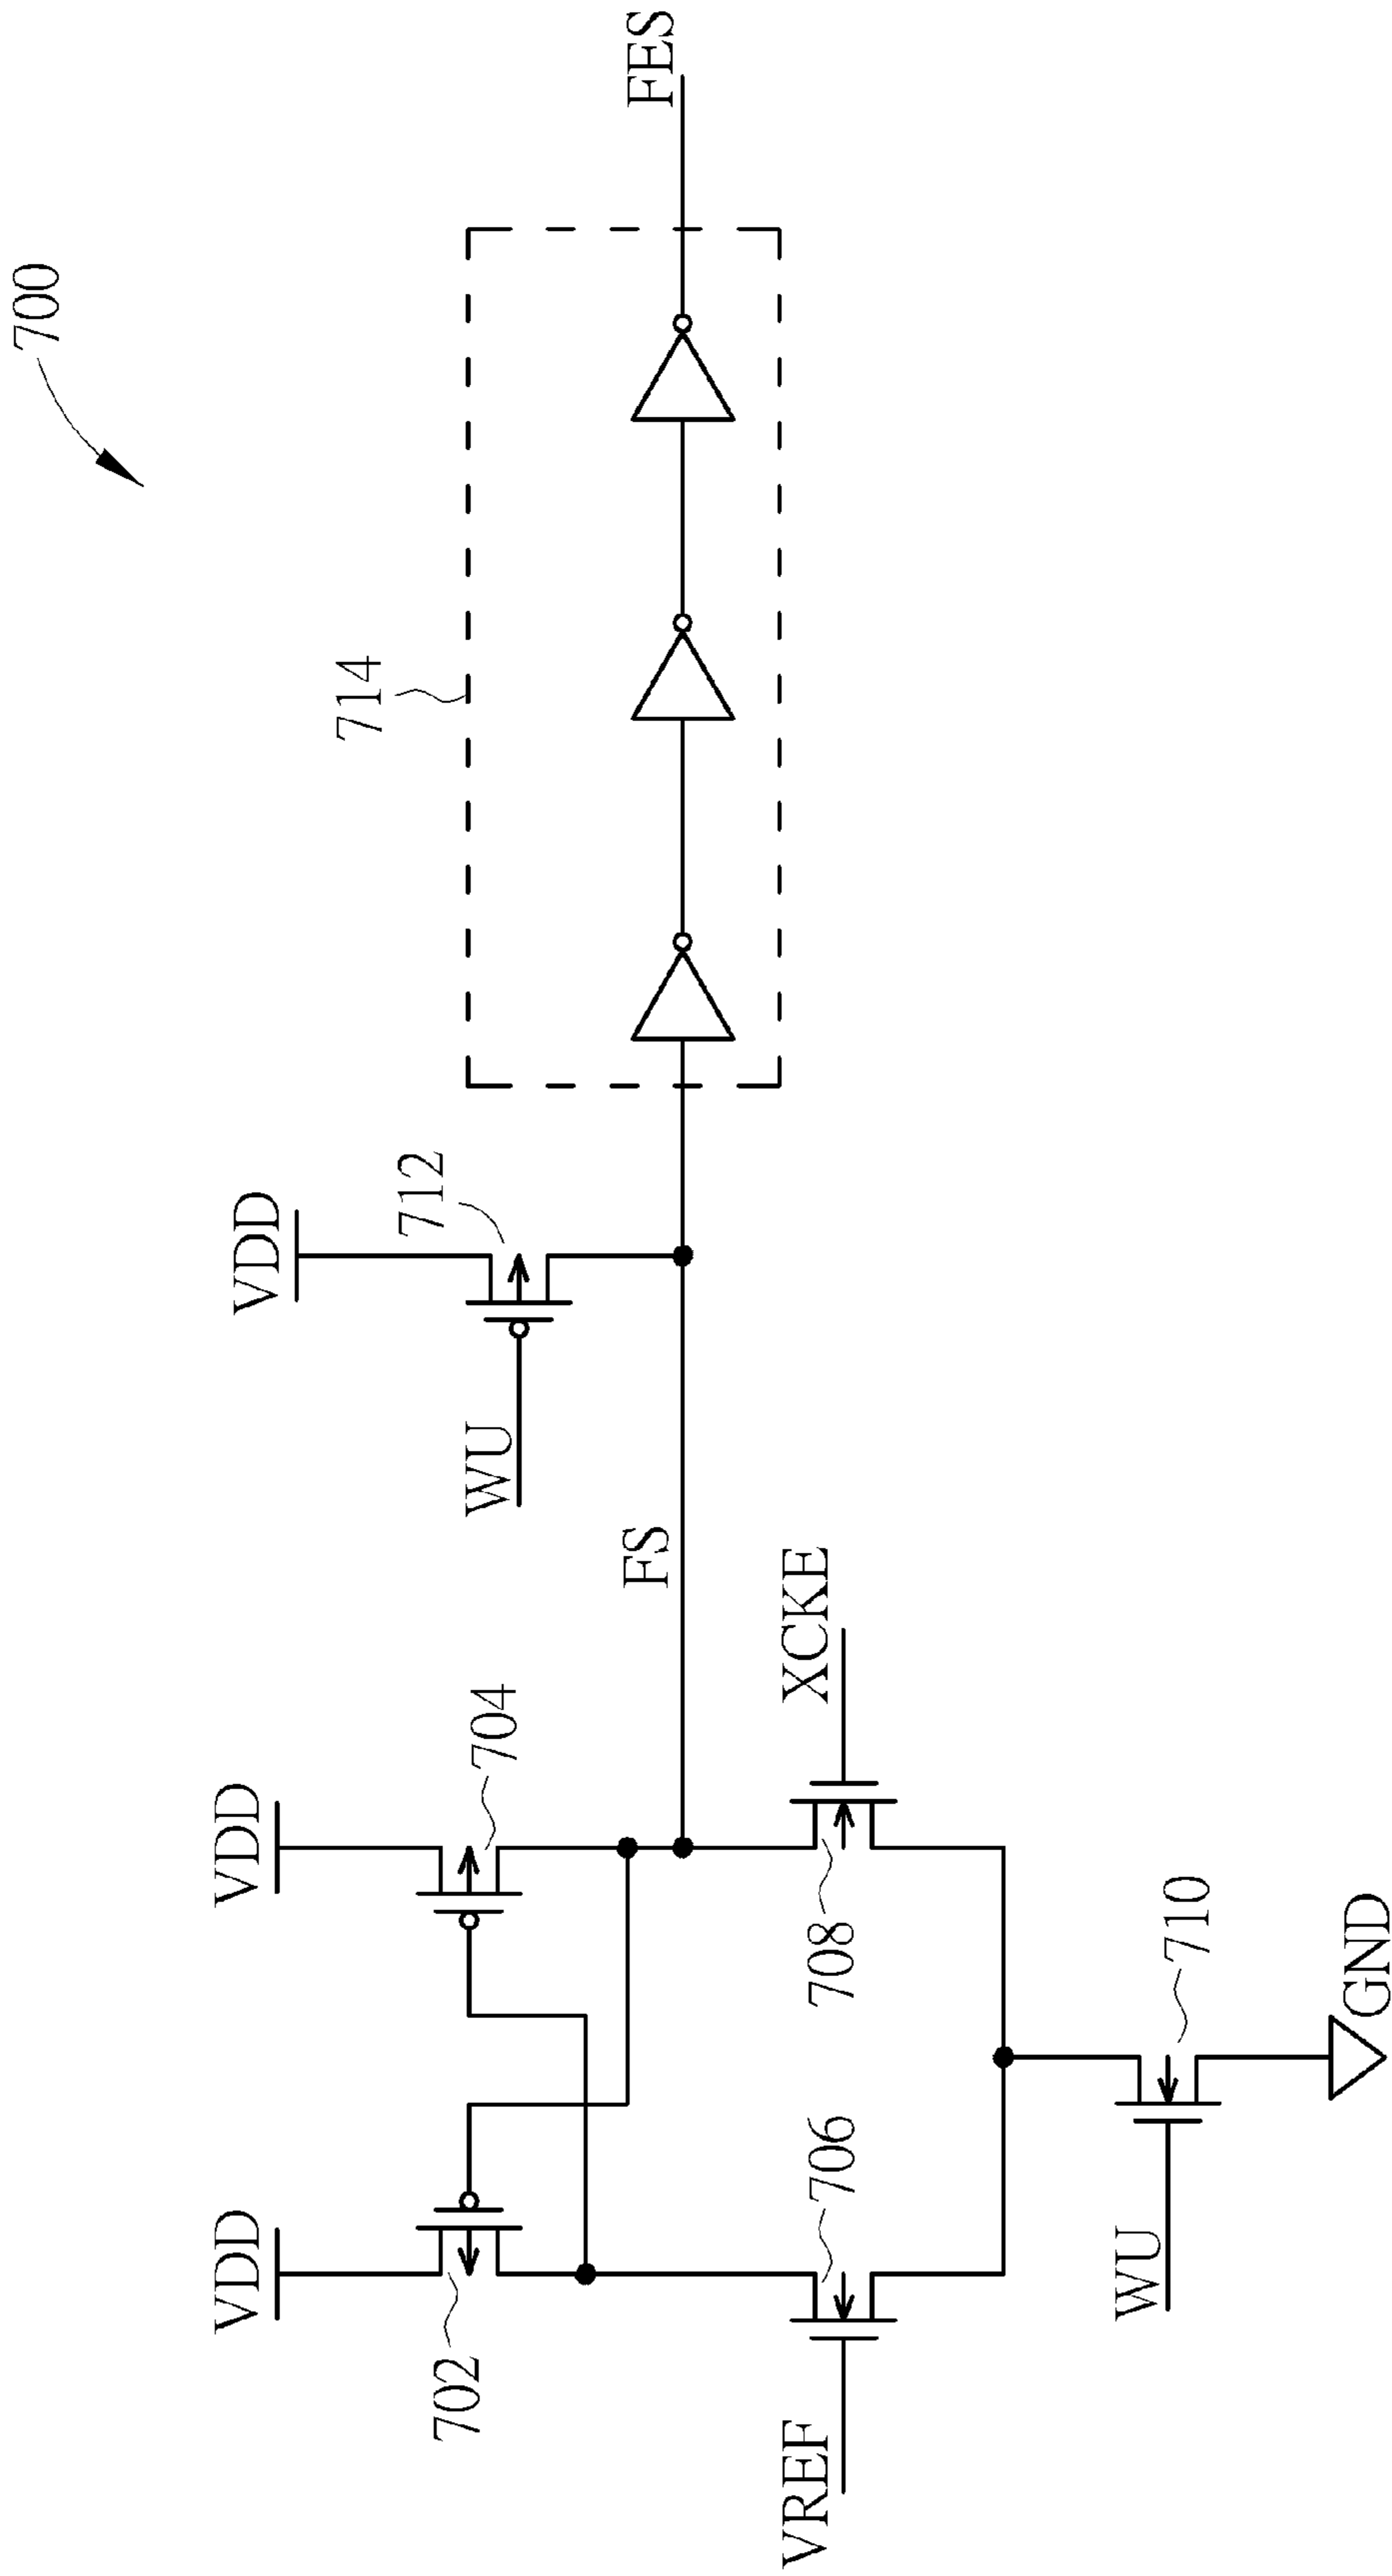 700
VDD
VDD
VDD
702
704
712
714
WU
FS
FES
VREF
706
708
XCKE
WU
710
GND